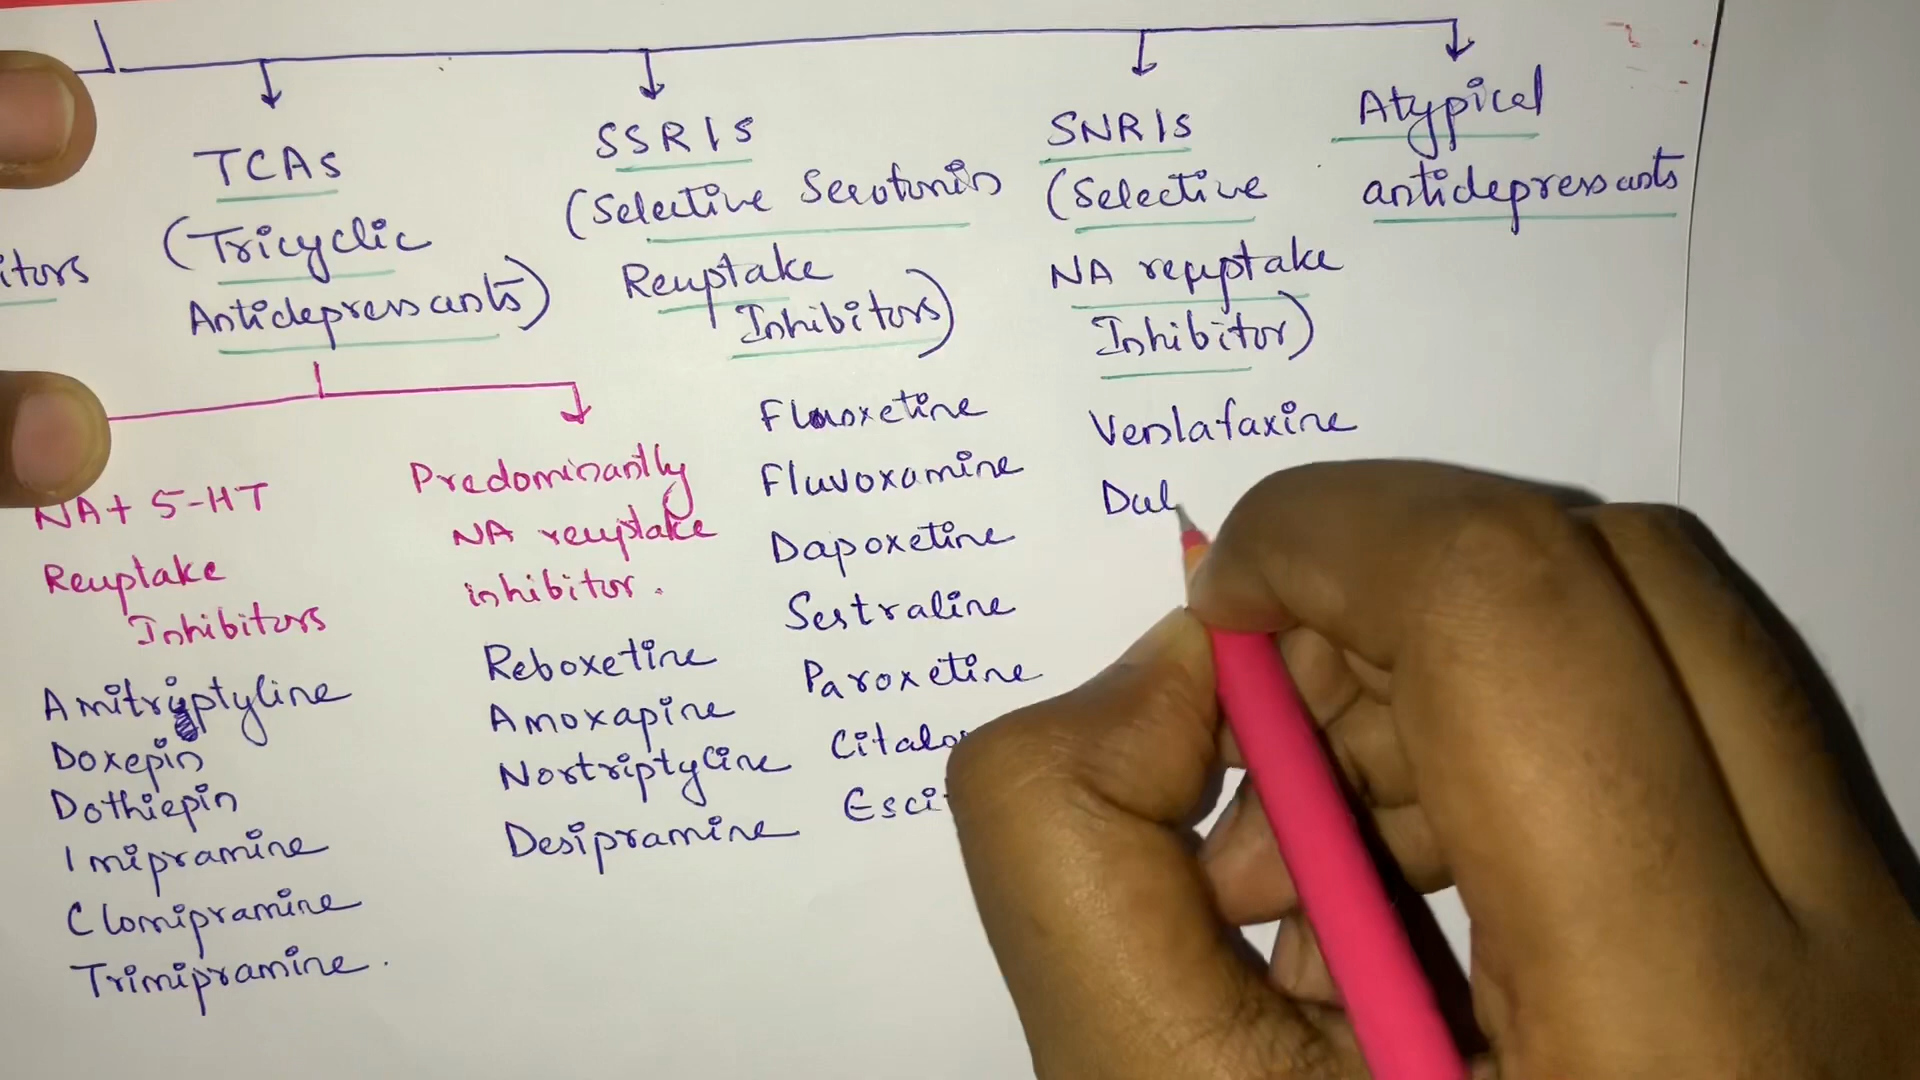 itors
TCAs
(Tricyclic
Antidepressants)
NA+ 5-HT
Reuptake
Inhibitors
Amitriptyline
Doxepin
Dothiepin
Imipramine
Clomipramine
Trimipramine.
Predominantly
NA reuptake
inhibitor.
Reboxetine
Amoxapine
Nortriptyline
Desipramine
SSRIs
(Selective Serotonin
Reuptake
Inhibitors)
Fluoxetine
Fluvoxamine
Dapoxetine
Sertraline
Paroxetine
Citalo
Escit
SNRIs
(Selective
NA reuptake
Inhibitor)
Venlafaxine
Dul
Atypical
antidepressants